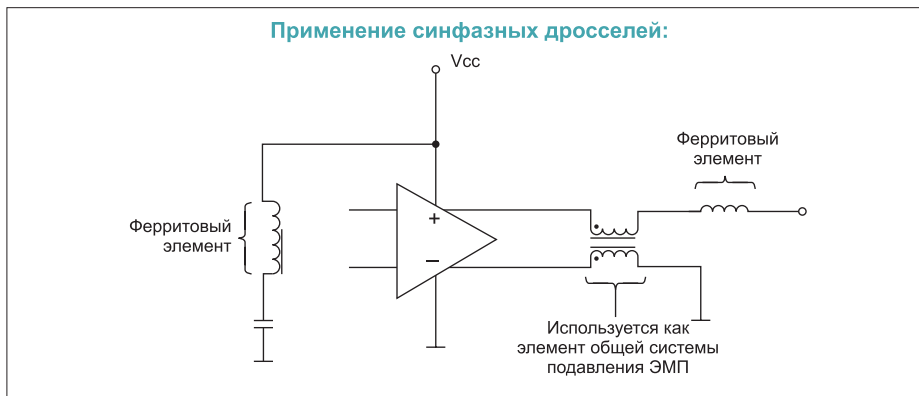 Применение синфазных дросселей:
Vcc
Ферритовый
элемент
Ферритовый
элемент
+
−
Используется как
элемент общей системы
подавления ЭМП